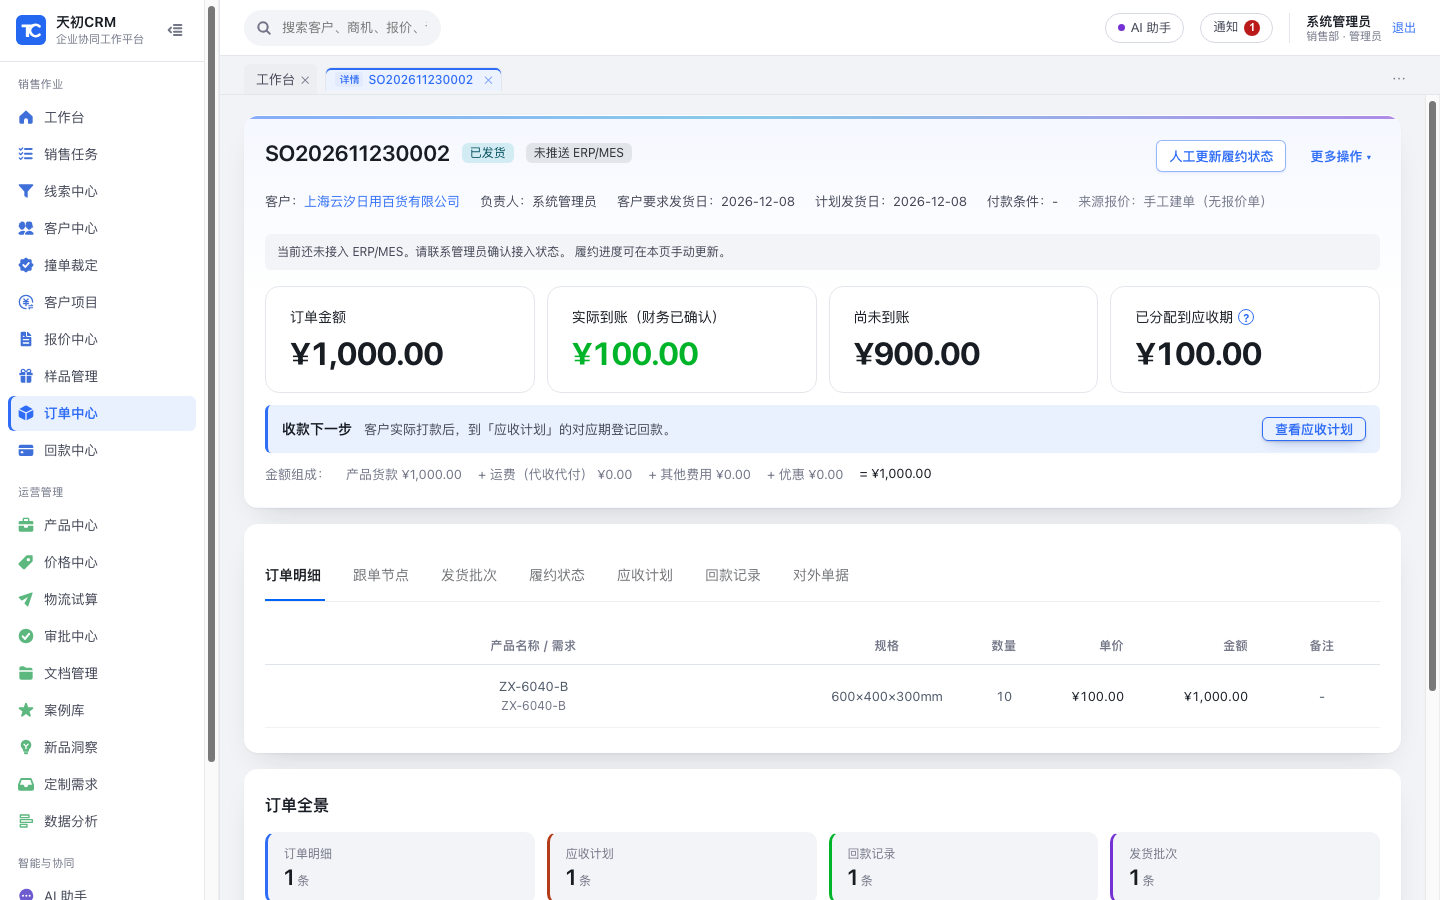 天初CRM
企业协同工作平台
搜索客户、商机、报价、
AI 助手
通知 1
系统管理员
销售部 · 管理员
退出
工作台 ×
详情 SO202611230002 ×
...
销售作业
工作台
销售任务
线索中心
客户中心
撞单裁定
客户项目
报价中心
样品管理
订单中心
回款中心
运营管理
产品中心
价格中心
物流试算
审批中心
文档管理
案例库
新品洞察
定制需求
数据分析
智能与协同
AI 助手
SO202611230002 已发货 未推送 ERP/MES
人工更新履约状态
更多操作
客户： 上海云汐日用百货有限公司 负责人：系统管理员 客户要求发货日：2026-12-08 计划发货日：2026-12-08 付款条件：- 来源报价：手工建单（无报价单）
当前还未接入 ERP/MES。请联系管理员确认接入状态。 履约进度可在本页手动更新。
订单金额
¥1,000.00
实际到账（财务已确认）
¥100.00
尚未到账
¥900.00
已分配到应收期 ?
¥100.00
收款下一步 客户实际打款后，到「应收计划」的对应期登记回款。
查看应收计划
金额组成： 产品货款 ¥1,000.00 + 运费（代收代付） ¥0.00 + 其他费用 ¥0.00 + 优惠 ¥0.00 = ¥1,000.00
订单明细 跟单节点 发货批次 履约状态 应收计划 回款记录 对外单据
产品名称 / 需求 规格 数量 单价 金额 备注
ZX-6040-B
ZX-6040-B
600×400×300mm 10 ¥100.00 ¥1,000.00 -
订单全景
订单明细
1 条
应收计划
1 条
回款记录
1 条
发货批次
1 条